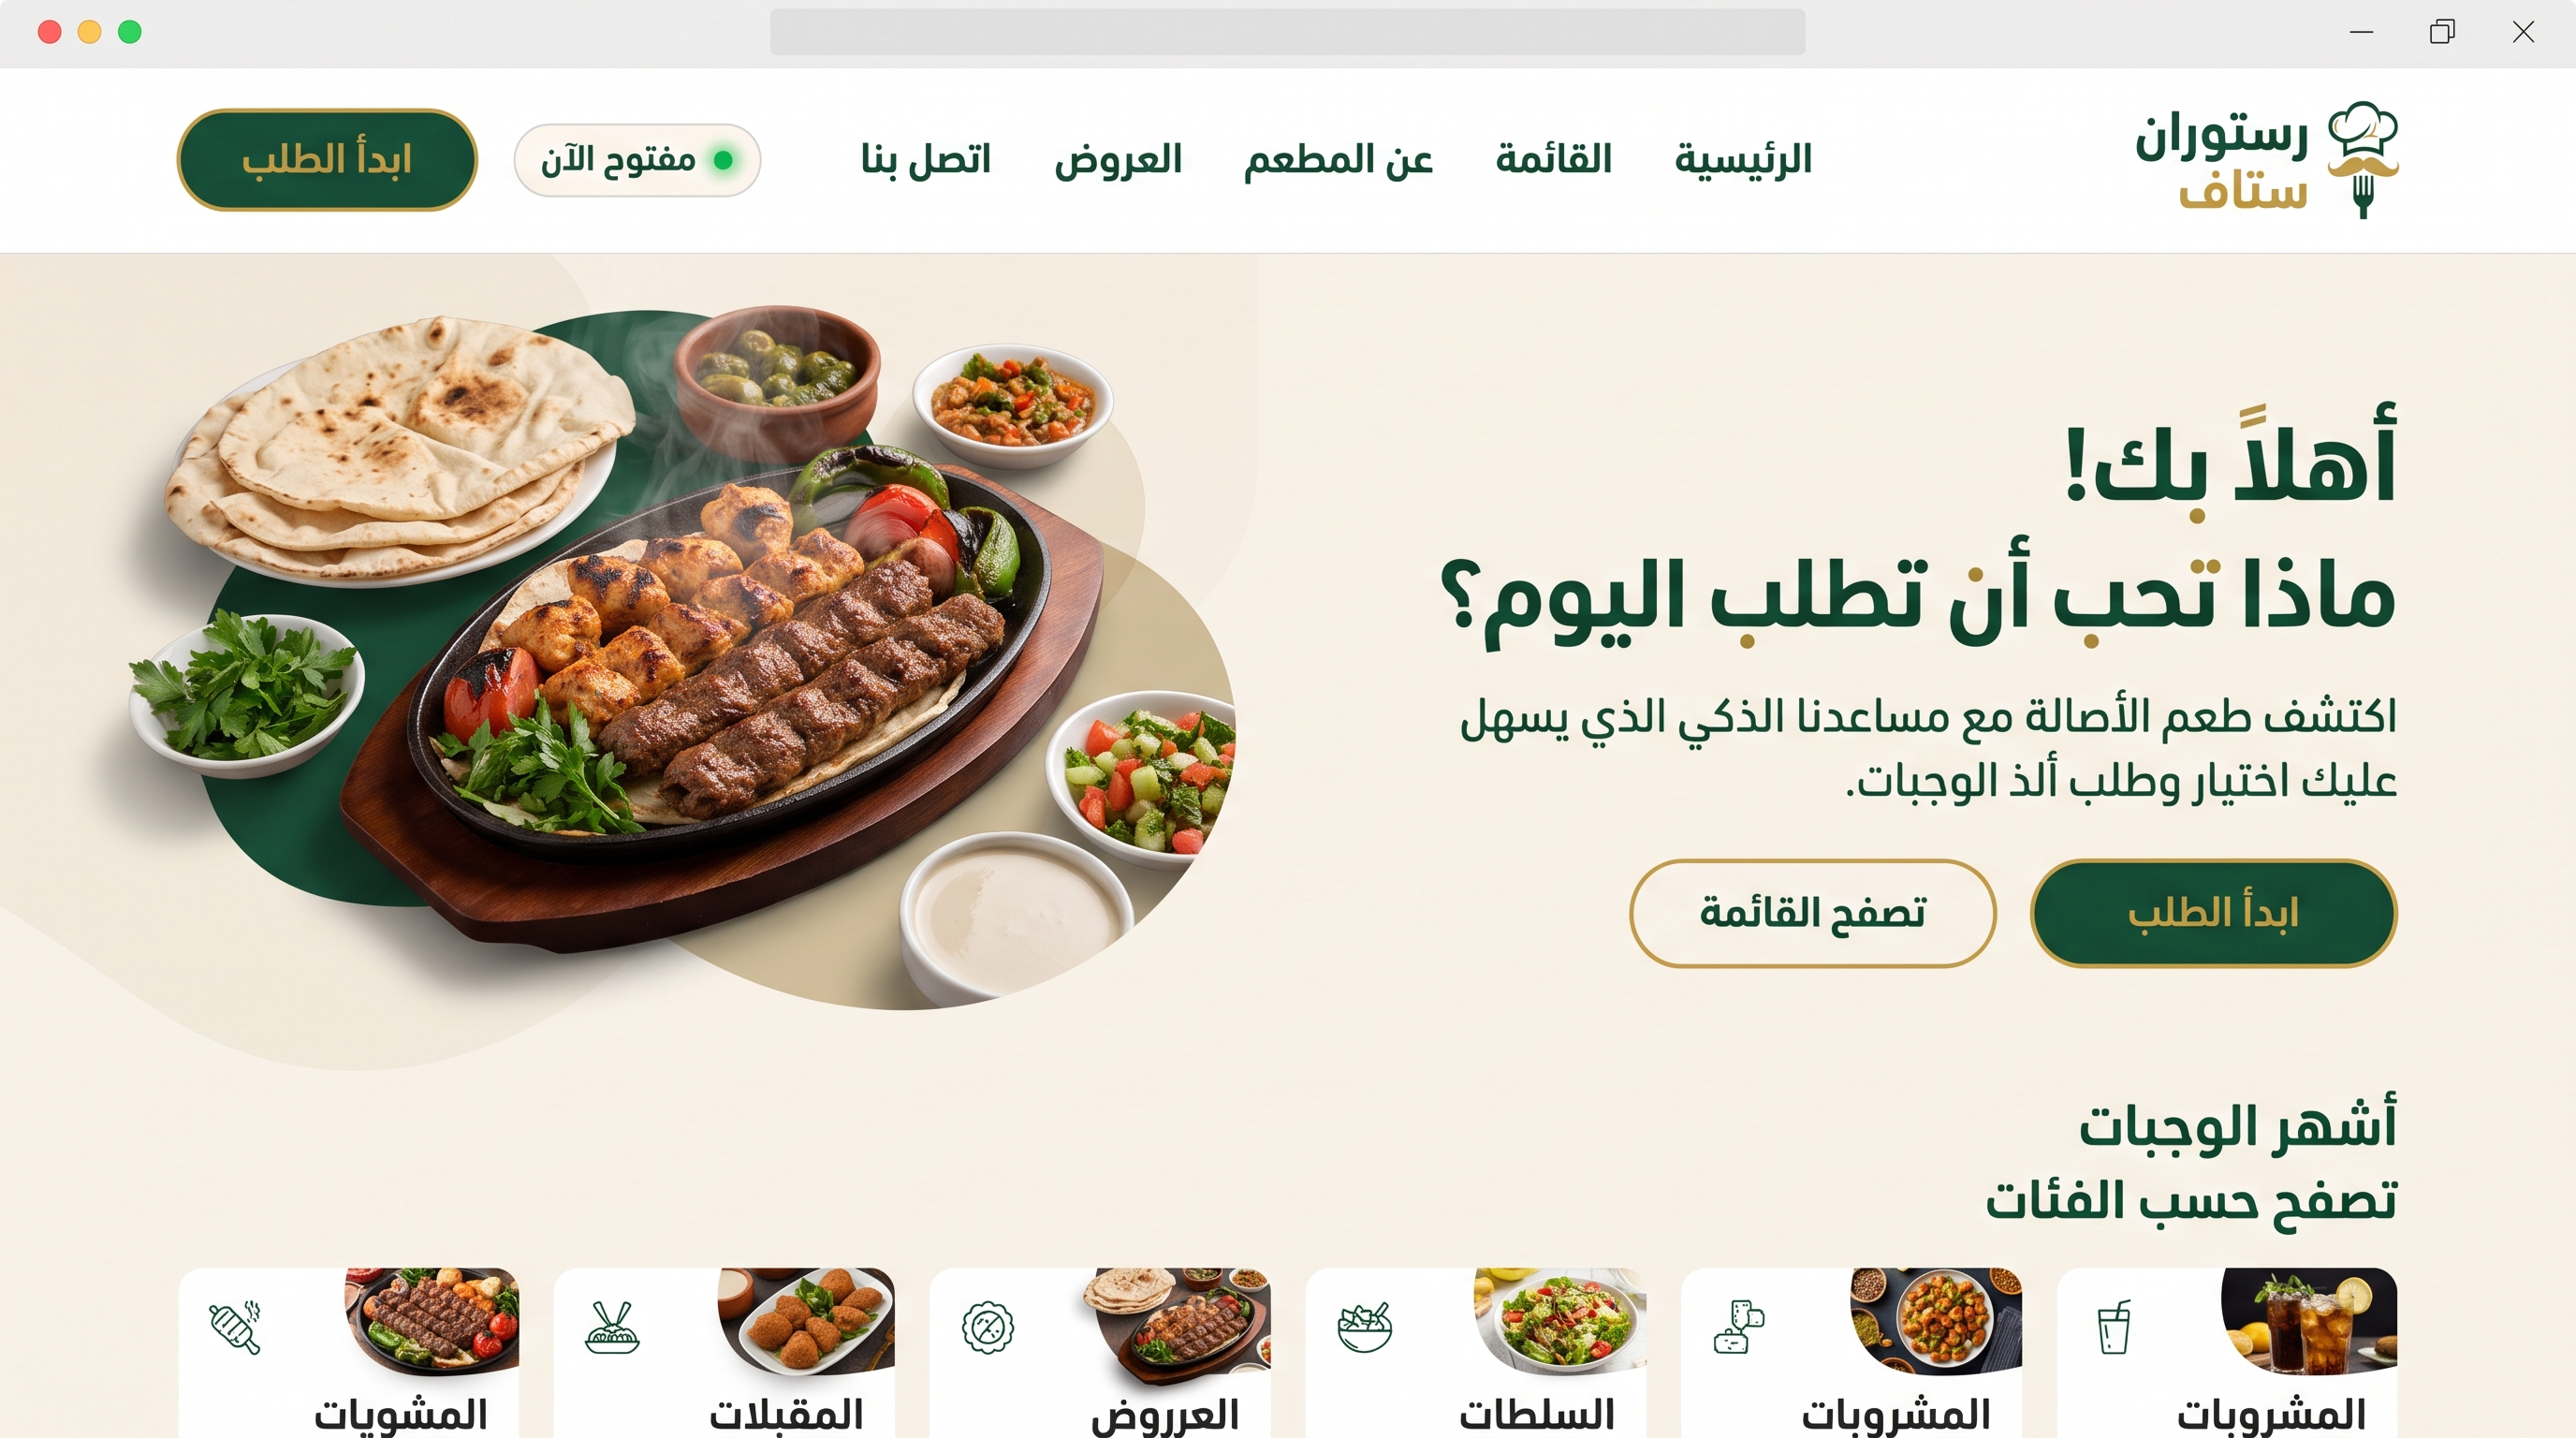 رستوران
ستاف
الرئيسية
القائمة
عن المطعم
العروض
اتصل بنا
مفتوح الآن
ابدأ الطلب
أهلاً بك!
ماذا تحب أن تطلب اليوم؟
اكتشف طعم الأصالة مع مساعدنا الذكي الذي يسهل
عليك اختيار وطلب ألذ الوجبات.
ابدأ الطلب
تصفح القائمة
أشهر الوجبات
تصفح حسب الفئات
المشروبات
المشروبات
السلطات
العرروض
المقبلات
المشويات